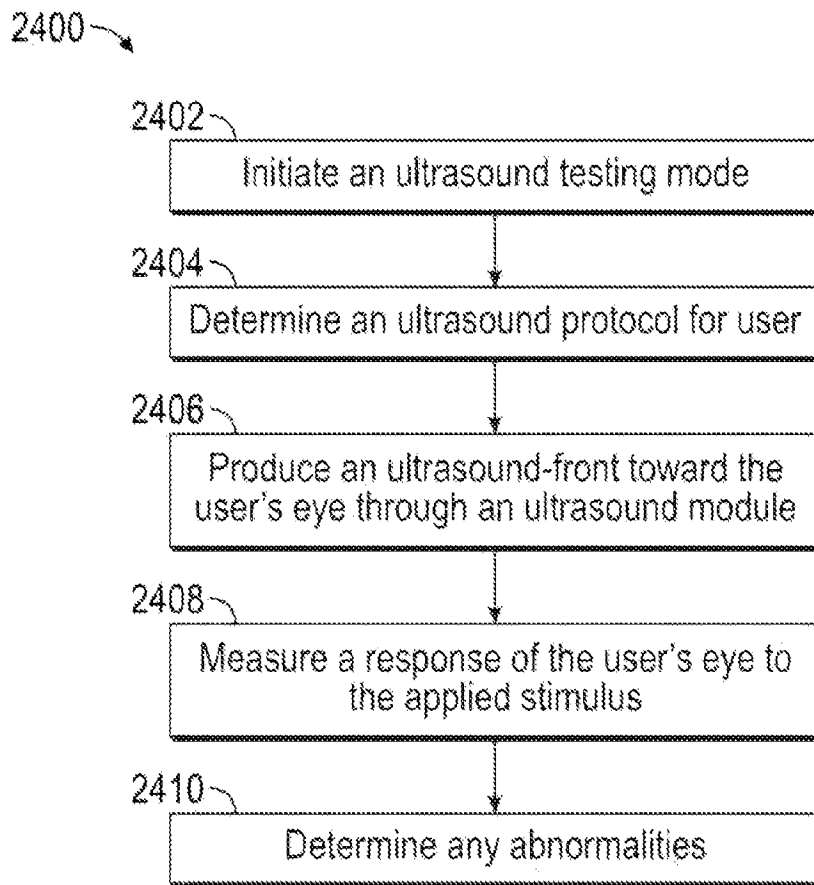 2400
2402
Initiate an ultrasound testing mode
2404
Determine an ultrasound protocol for user
2406
Produce an ultrasound-front toward the
user's eye through an ultrasound module
2408
Measure a response of the user's eye to
the applied stimulus
2410
Determine any abnormalities